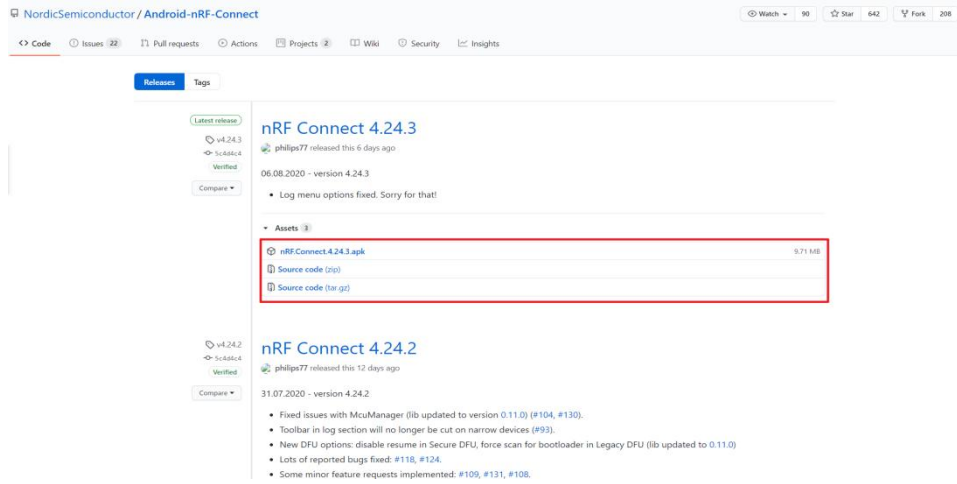 NordicSemiconductor / Android-nRF-Connect
Watch 90 Star 642 Fork 208
Code Issues 22 Pull requests Actions Projects 2 Wiki Security Insights
Releases Tags
Latest release
v4.24.3
5c4d4c4
Verified
Compare
nRF Connect 4.24.3
philips77 released this 6 days ago
06.08.2020 - version 4.24.3
• Log menu options fixed. Sorry for that!
Assets 3
nRF.Connect.4.24.3.apk 9.71 MB
Source code (zip)
Source code (tar.gz)
v4.24.2
5c4d4c4
Verified
Compare
nRF Connect 4.24.2
philips77 released this 12 days ago
31.07.2020 - version 4.24.2
• Fixed issues with McuManager (lib updated to version 0.11.0) (#104, #130).
• Toolbar in log section will no longer be cut on narrow devices (#93).
• New DFU options: disable resume in Secure DFU, force scan for bootloader in Legacy DFU (lib updated to 0.11.0)
• Lots of reported bugs fixed: #118, #124.
• Some minor feature requests implemented: #109, #131, #108.